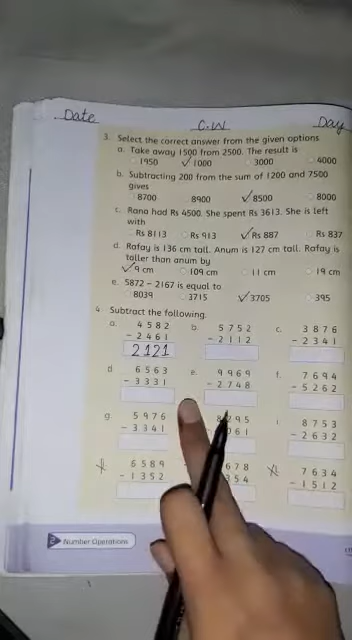 Date C.W Day
3. Select the correct answer from the given options
a. Take away 1500 from 2500. The result is
1950 ✓1000 3000 4000
b. Subtracting 200 from the sum of 1200 and 7500
gives
8700 8900 ✓8500 8000
c. Rana had Rs 4500. She spent Rs 3613. She is left
with
Rs 8113 Rs 913 ✓Rs 887 Rs 837
d. Rafay is 136 cm tall. Anum is 127 cm tall. Rafay is
taller than anum by
✓9 cm 109 cm 11 cm 19 cm
e. 5872 – 2167 is equal to
8039 3715 ✓3705 395
4. Subtract the following.
a. 4582 b. 5752 c. 3876
– 2461 – 2112 – 2341
2121
d. 6563 e. 9969 f. 7694
– 3331 – 2748 – 5262
g. 5976 8295 i. 8753
– 3341 061 – 2632
6589 678 7634
– 1352 354 – 1512
Number Operations